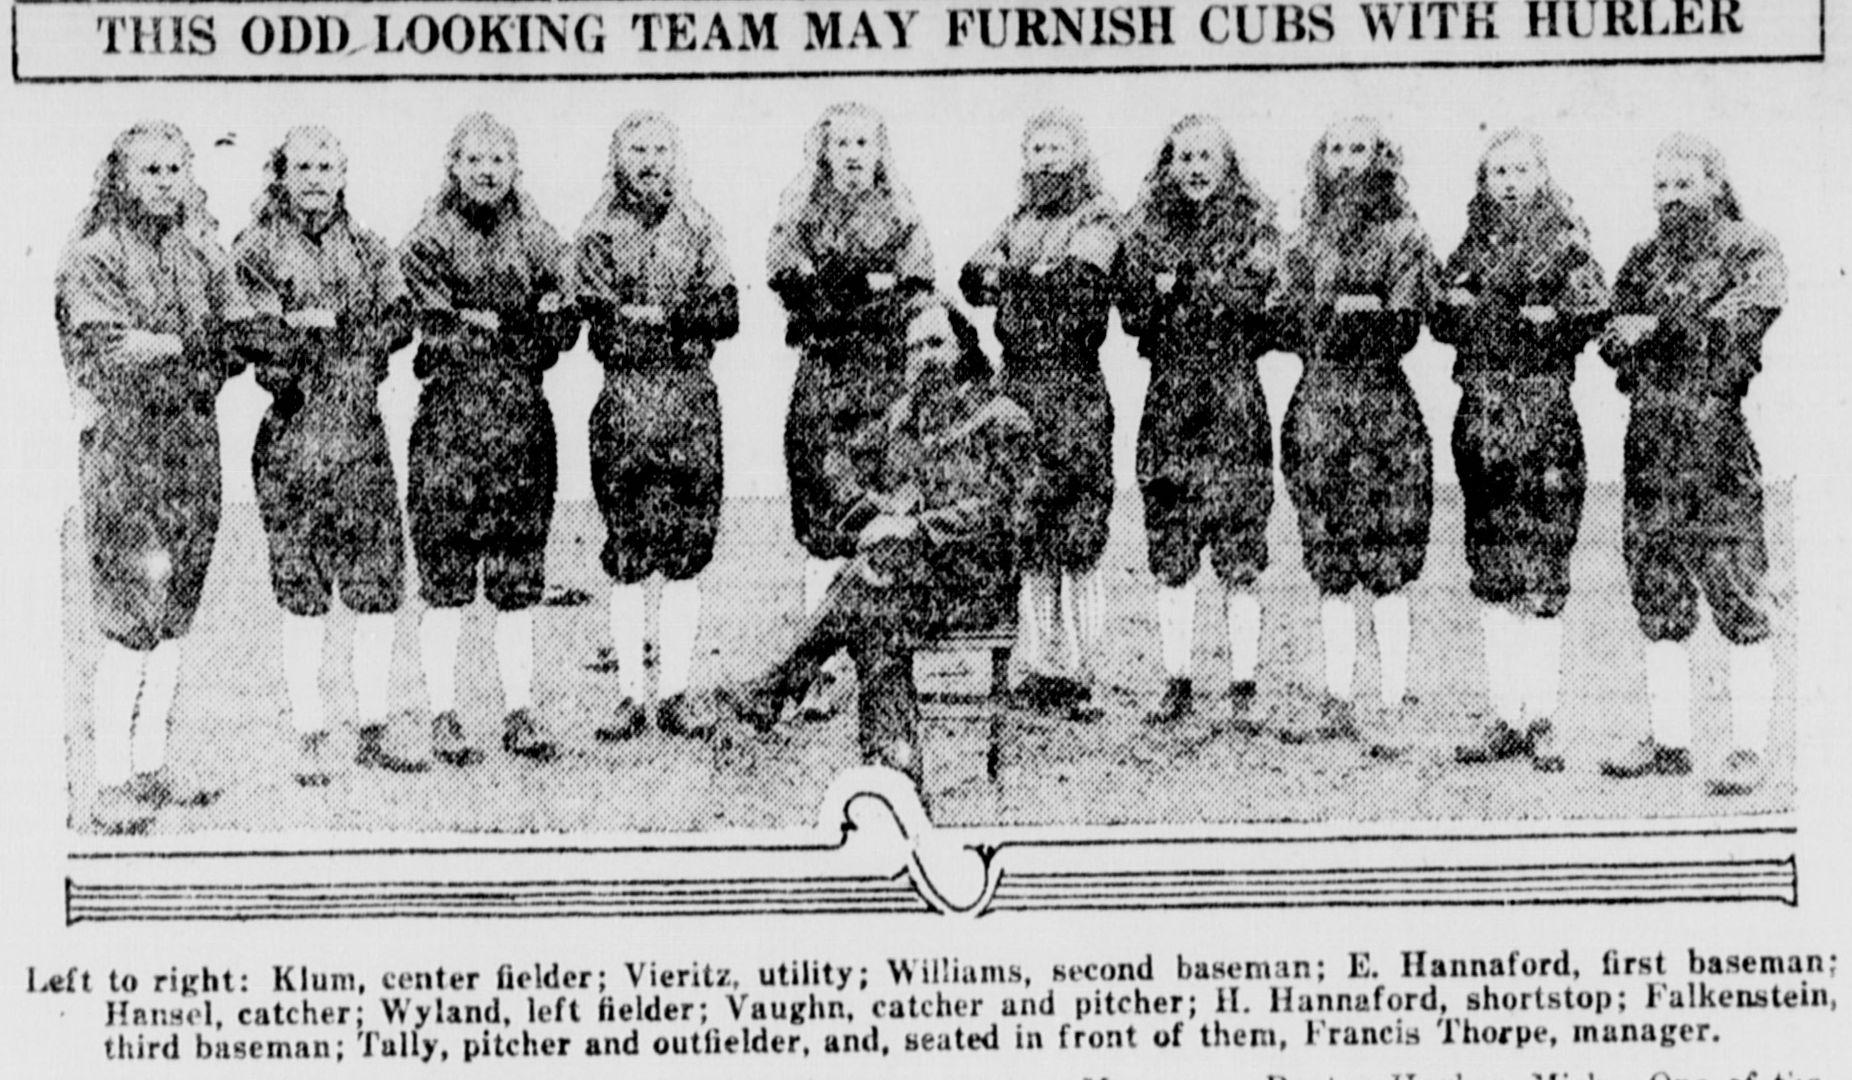 THIS ODD LOOKING TEAM MAY FURNISH CUBS WITH HURLER
Left to right: Klum, center fielder; Vieritz, utility; Williams, second baseman; E. Hannaford, first baseman;
Hansel, catcher; Wyland, left fielder; Vaughn, catcher and pitcher; H. Hannaford, shortstop; Falkenstein,
third baseman; Tally, pitcher and outfielder, and, seated in front of them, Francis Thorpe, manager.